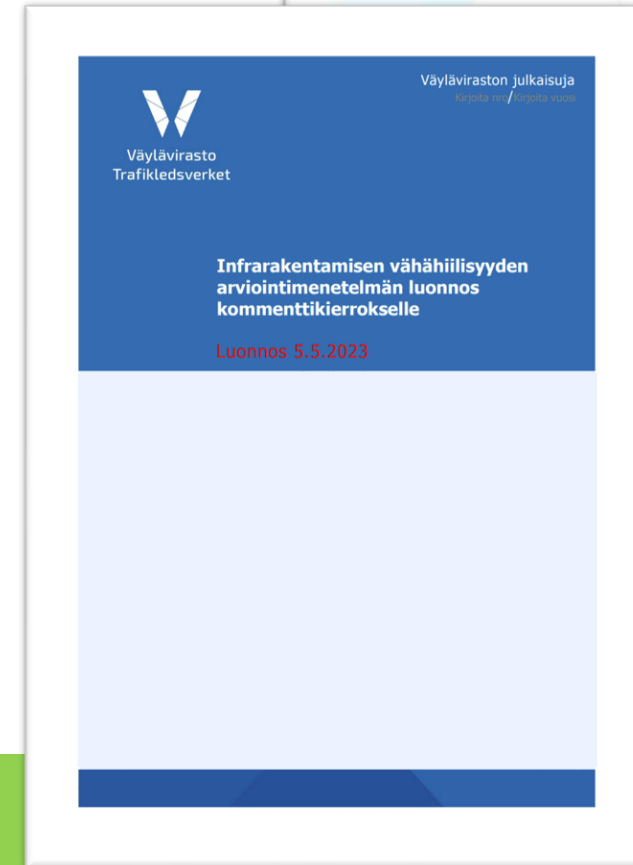 Väyläviraston julkaisuja
Kirjoita nro/Kirjoita vuosi
Väylävirasto
Trafikledsverket
Infrarakentamisen vähähiilisyyden
arviointimenetelmän luonnos
kommenttikierrokselle
Luonnos 5.5.2023